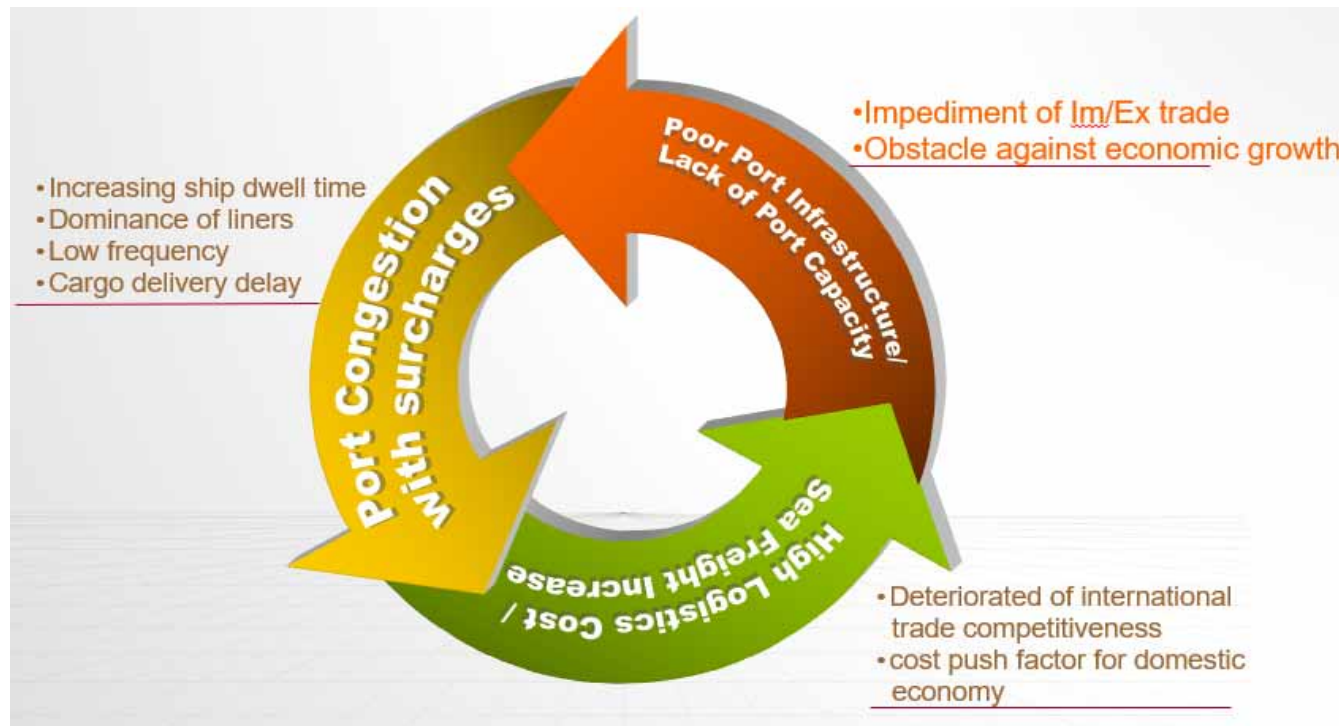 •Impediment of Im/Ex trade
•Obstacle against economic growth
Poor Port Infrastructure/
Lack of Port Capacity
•Increasing ship dwell time
•Dominance of liners
•Low frequency
•Cargo delivery delay
Port Congestion
with surcharges
High Logistics Cost /
Sea Freight Increase
•Deteriorated of international
trade competitiveness
•cost push factor for domestic
economy